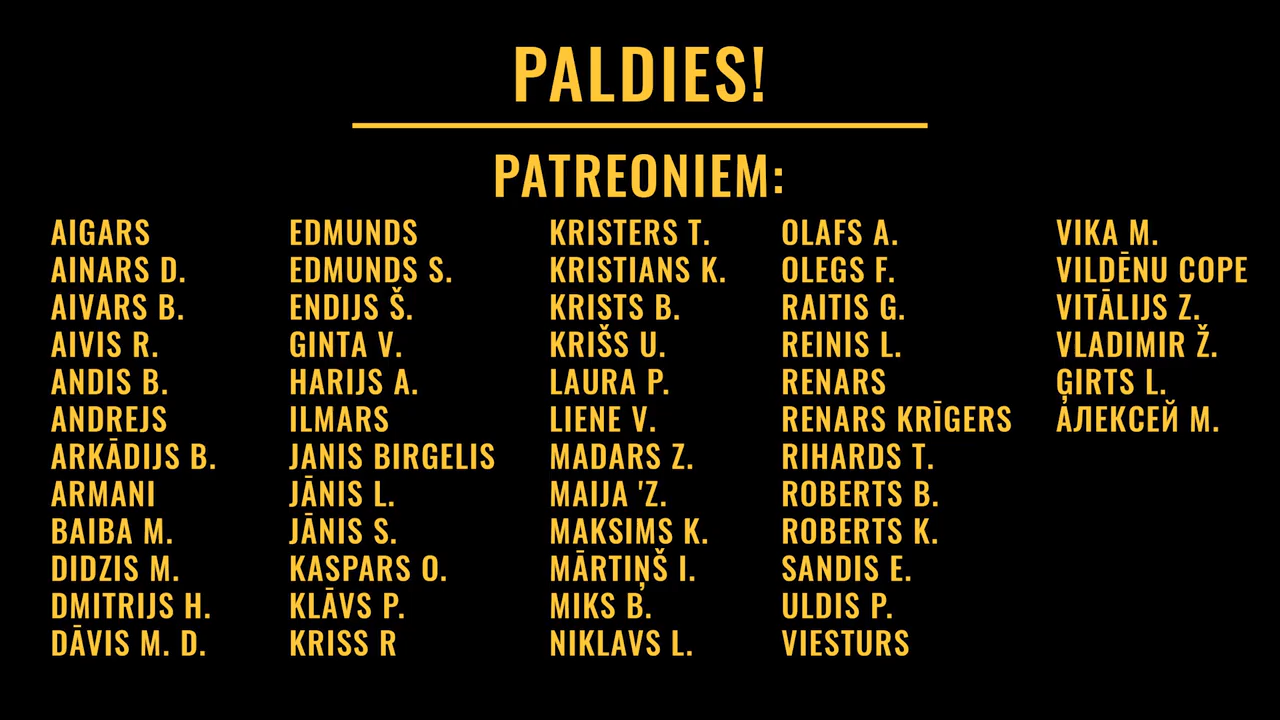 PALDIES!
PATREONIEM:
AIGARS
AINARS D.
AIVARS B.
AIVIS R.
ANDIS B.
ANDREJS
ARKĀDIJS B.
ARMANI
BAIBA M.
DIDZIS M.
DMITRIJS H.
DĀVIS M. D.
EDMUNDS
EDMUNDS S.
ENDIJS Š.
GINTA V.
HARIJS A.
ILMARS
JANIS BIRGELIS
JĀNIS L.
JĀNIS S.
KASPARS O.
KLĀVS P.
KRISS R
KRISTERS T.
KRISTIANS K.
KRISTS B.
KRIŠS U.
LAURA P.
LIENE V.
MADARS Z.
MAIJA 'Z.
MAKSIMS K.
MĀRTIŅŠ I.
MIKS B.
NIKLAVS L.
OLAFS A.
OLEGS F.
RAITIS G.
REINIS L.
RENARS
RENARS KRĪGERS
RIHARDS T.
ROBERTS B.
ROBERTS K.
SANDIS E.
ULDIS P.
VIESTURS
VIKA M.
VILDĒNU COPE
VITĀLIJS Z.
VLADIMIR Ž.
ĢIRTS L.
АЛЕКСЕЙ М.